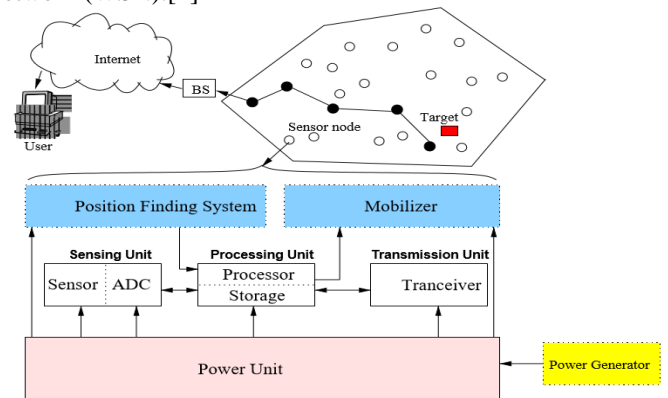 Internet
BS
Target
Sensor node
User
Position Finding System
Mobilizer
Sensing Unit
Processing Unit
Transmission Unit
Sensor
ADC
Processor
Storage
Tranceiver
Power Unit
Power Generator